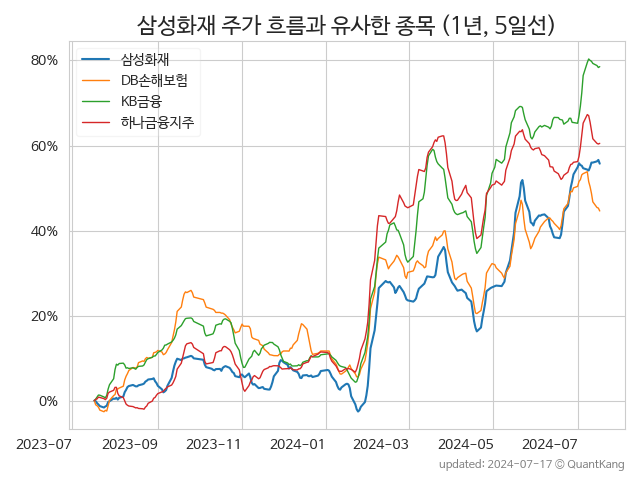 삼성화재 주가 흐름과 유사한 종목 (1년, 5일선)
삼성화재
DB손해보험
KB금융
하나금융지주
80%
60%
40%
20%
0%
2023-07
2023-09
2023-11
2024-01
2024-03
2024-05
2024-07
updated: 2024-07-17 © QuantKang